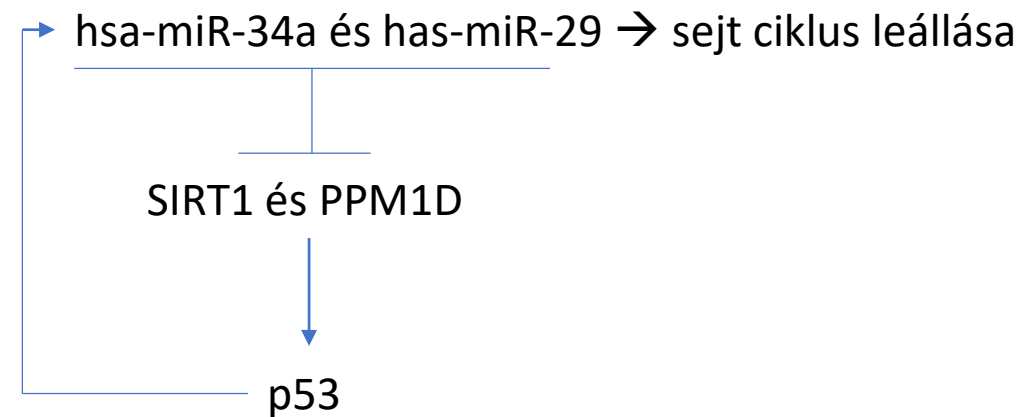 hsa-miR-34a és has-miR-29 → sejt ciklus leállása
SIRT1 és PPM1D
p53